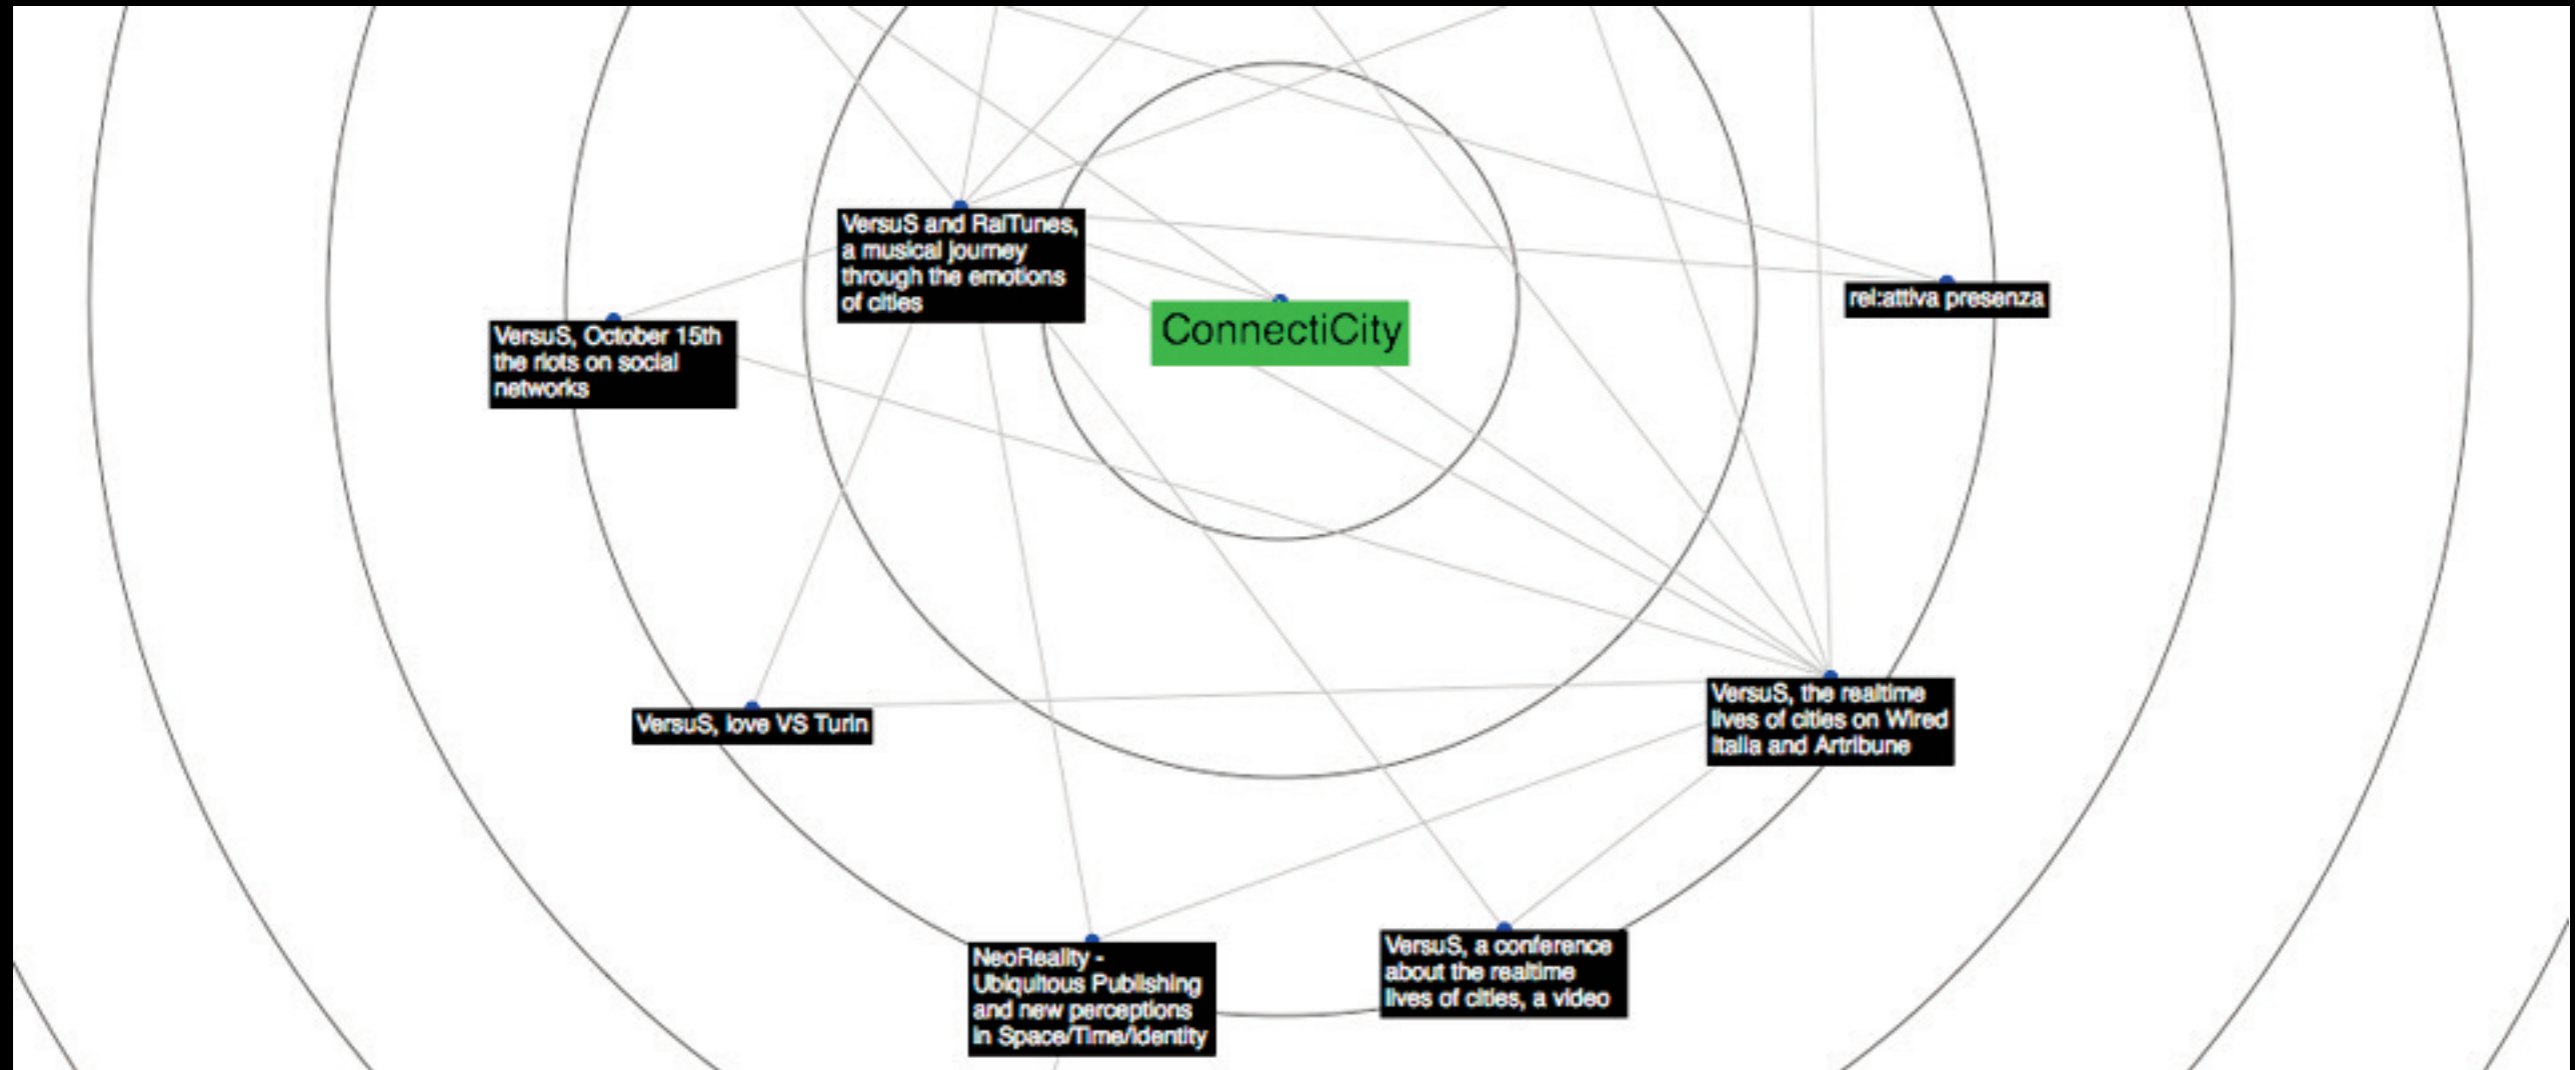 VersuS and RalTunes,
a musical journey
through the emotions
of cities
ConnectiCity
rel:attiva presenza
VersuS, October 15th
the riots on social
networks
VersuS, love VS Turin
VersuS, the realtime
lives of cities on Wired
Italia and Artribune
NeoReality -
Ubiquitous Publishing
and new perceptions
in Space/Time/Identity
VersuS, a conference
about the realtime
lives of cities, a video